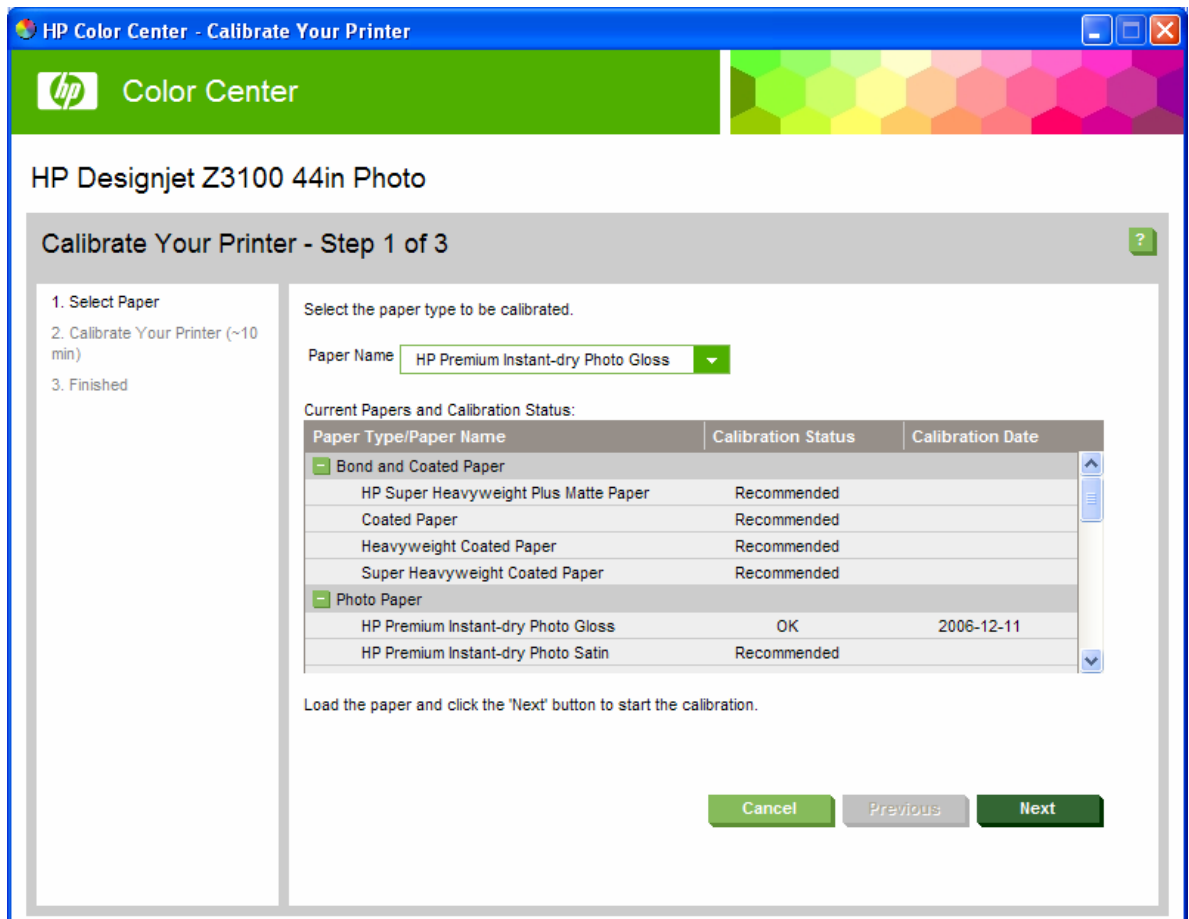 HP Color Center - Calibrate Your Printer
hp Color Center
HP Designjet Z3100 44in Photo
Calibrate Your Printer - Step 1 of 3
?
1. Select Paper
2. Calibrate Your Printer (~10
min)
3. Finished
Select the paper type to be calibrated.
Paper Name HP Premium Instant-dry Photo Gloss
Current Papers and Calibration Status:
Paper Type/Paper Name Calibration Status Calibration Date
Bond and Coated Paper
HP Super Heavyweight Plus Matte Paper Recommended
Coated Paper Recommended
Heavyweight Coated Paper Recommended
Super Heavyweight Coated Paper Recommended
Photo Paper
HP Premium Instant-dry Photo Gloss OK 2006-12-11
HP Premium Instant-dry Photo Satin Recommended
Load the paper and click the 'Next' button to start the calibration.
Cancel Previous Next